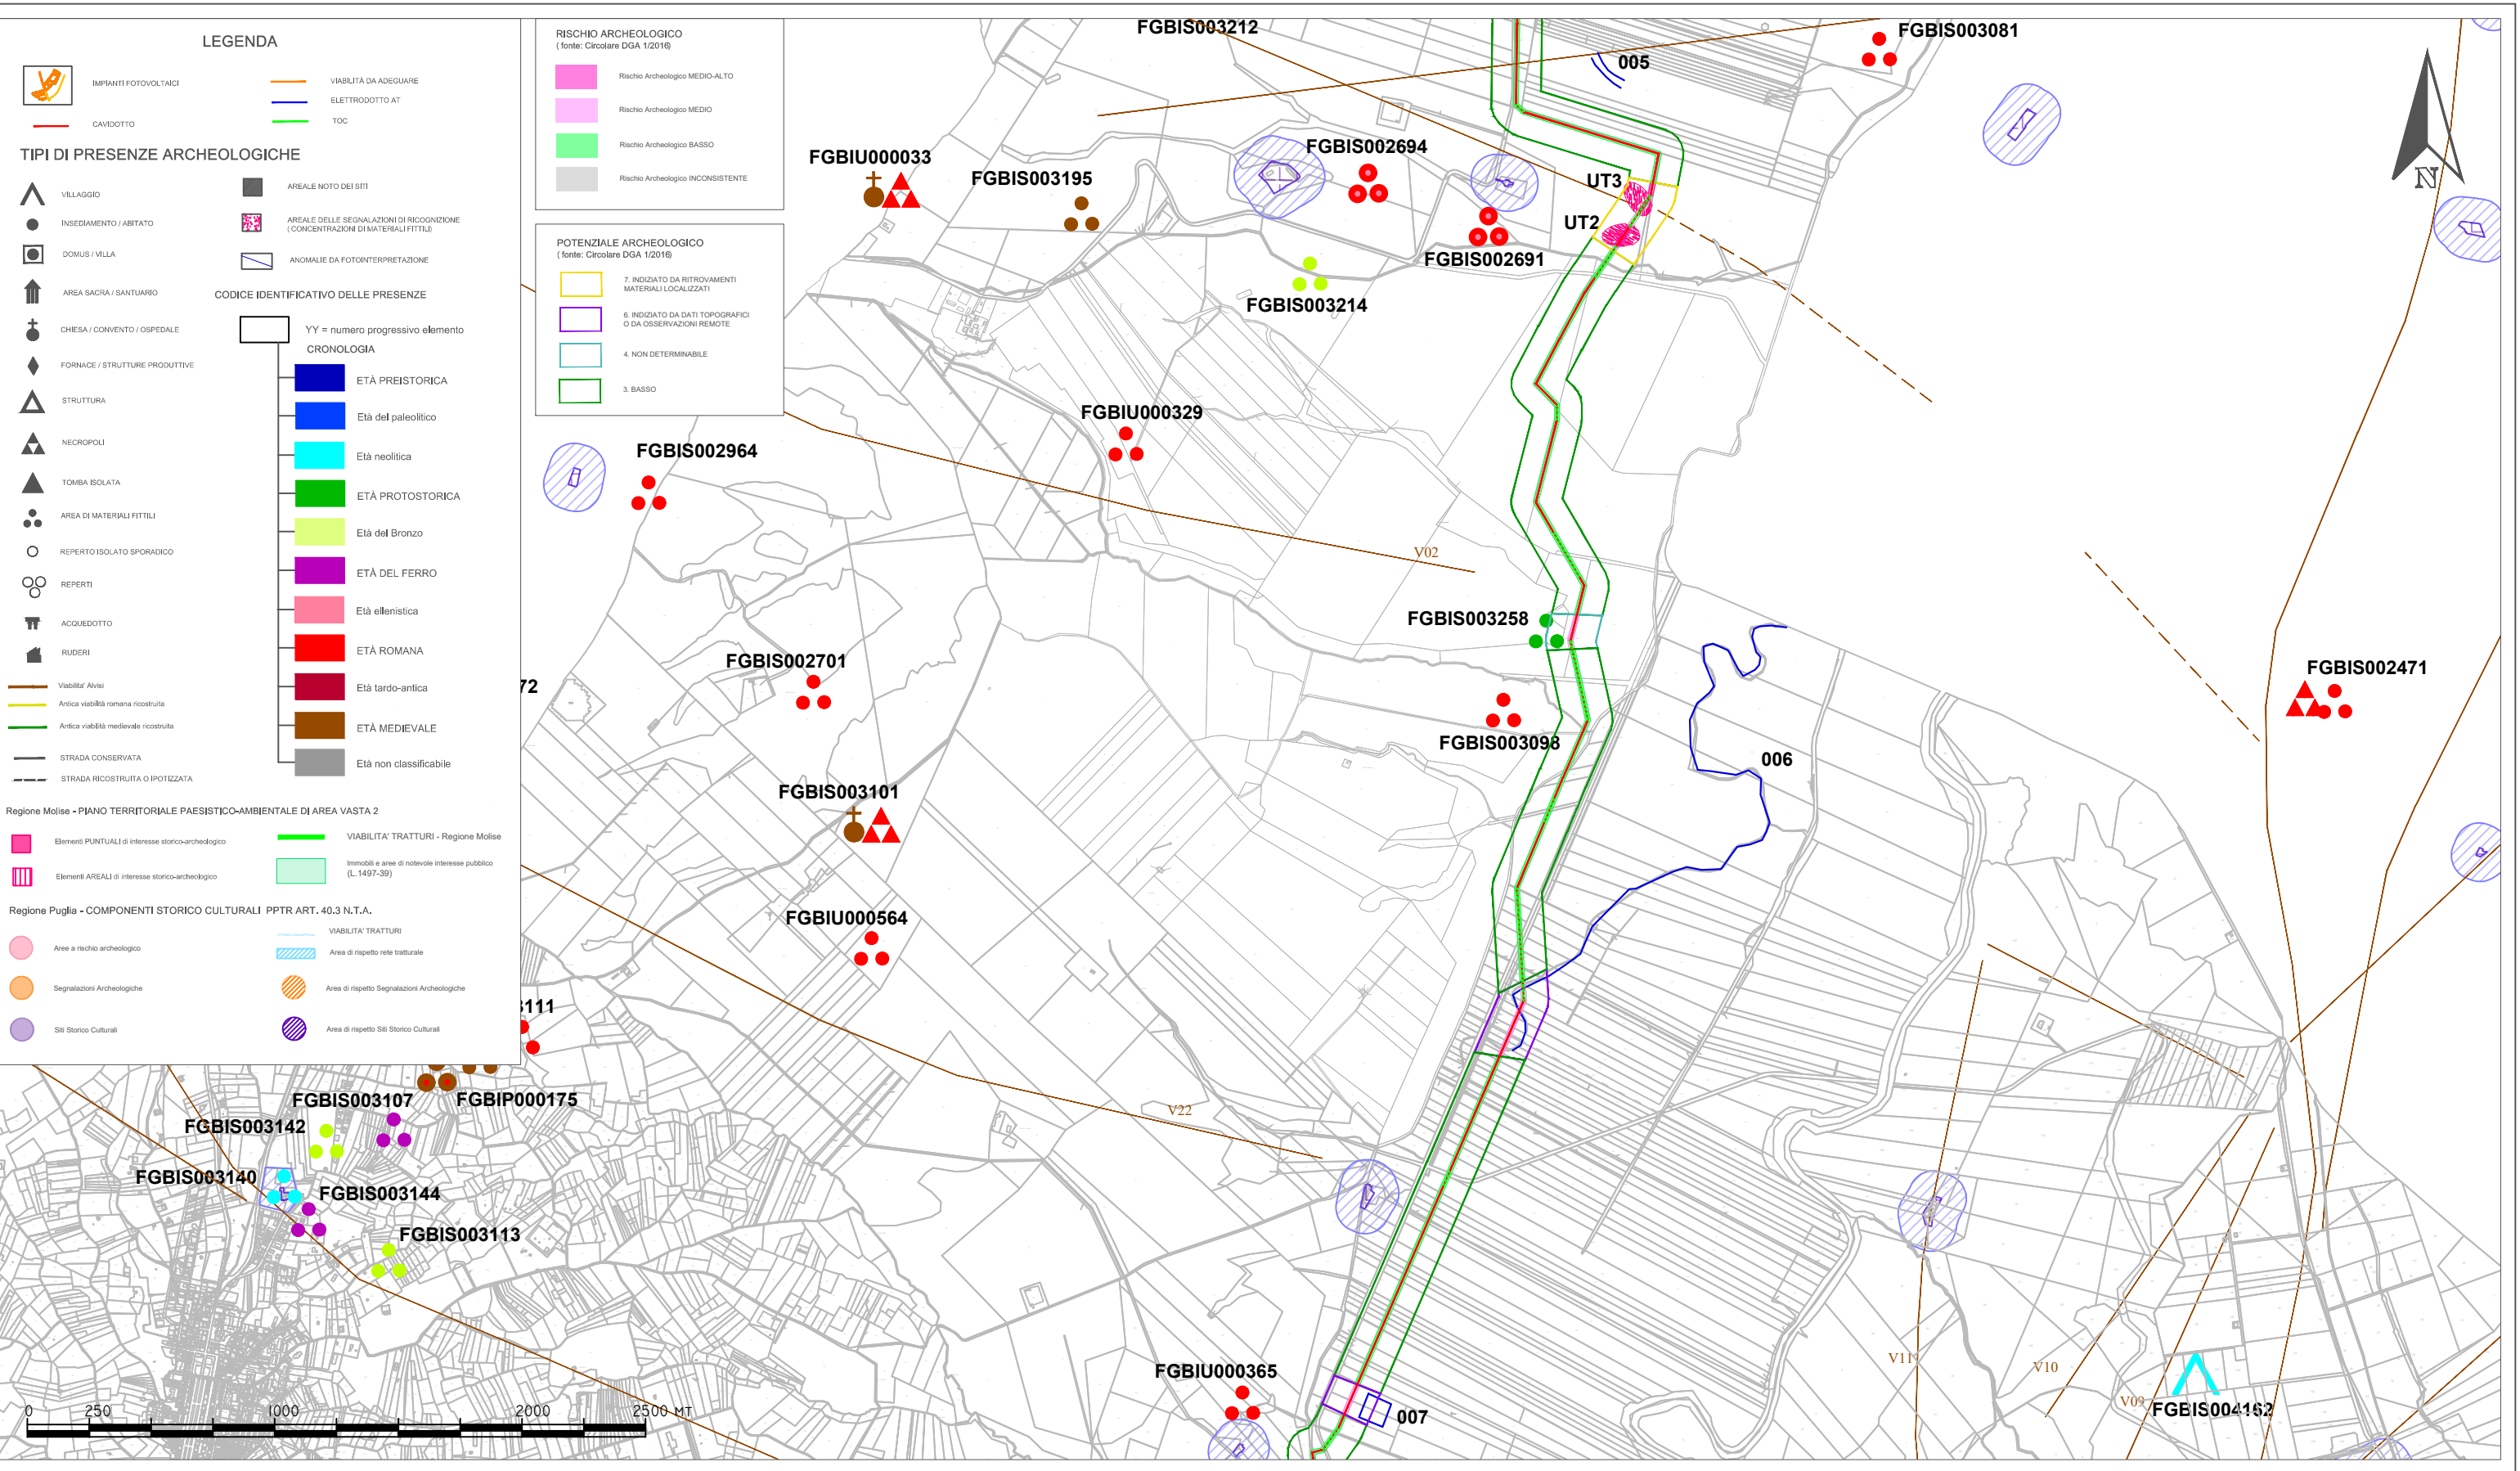 LEGENDA
IMPIANTI FOTOVOLTAICI
CAVIDOTTO
VIABILITÀ DA ADEGUARE
ELETTRODOTTO AT
TOC
TIPI DI PRESENZE ARCHEOLOGICHE
VILLAGGIO
INSEDIAMENTO / ABITATO
DOMUS / VILLA
AREA SACRA / SANTUARIO
CHIESA / CONVENTO / OSPEDALE
FORNACE / STRUTTURE PRODUTTIVE
STRUTTURA
NECROPOLI
TOMBA ISOLATA
AREA DI MATERIALI FITTILI
REPERTO ISOLATO SPORADICO
REPERTI
ACQUEDOTTO
RUDERI
Viabilita' Alvisi
Antica viabilità romana ricostruita
Antica viabilità medievale ricostruita
STRADA CONSERVATA
STRADA RICOSTRUITA O IPOTIZZATA
AREALE NOTO DEI SITI
AREALE DELLE SEGNALAZIONI DI RICOGNIZIONE
( CONCENTRAZIONI DI MATERIALI FITTILI)
ANOMALIE DA FOTOINTERPRETAZIONE
CODICE IDENTIFICATIVO DELLE PRESENZE
YY = numero progressivo elemento
CRONOLOGIA
ETÀ PREISTORICA
Età del paleolitico
Età neolitica
ETÀ PROTOSTORICA
Età del Bronzo
ETÀ DEL FERRO
Età ellenistica
ETÀ ROMANA
Età tardo-antica
ETÀ MEDIEVALE
Età non classificabile
Regione Molise - PIANO TERRITORIALE PAESISTICO-AMBIENTALE DI AREA VASTA 2
Elementi PUNTUALI di interesse storico-archeologico
Elementi AREALI di interesse storico-archeologico
VIABILITA' TRATTURI - Regione Molise
Immobili e aree di notevole interesse pubblico
(L.1497-39)
Regione Puglia - COMPONENTI STORICO CULTURALI PPTR ART. 40.3 N.T.A.
Aree a rischio archeologico
Segnalazioni Archeologiche
Siti Storico Culturali
VIABILITA' TRATTURI
Area di rispetto rete tratturale
Area di rispetto Segnalazioni Archeologiche
Area di rispetto Siti Storico Culturali
RISCHIO ARCHEOLOGICO
( fonte: Circolare DGA 1/2016)
Rischio Archeologico MEDIO-ALTO
Rischio Archeologico MEDIO
Rischio Archeologico BASSO
Rischio Archeologico INCONSISTENTE
POTENZIALE ARCHEOLOGICO
( fonte: Circolare DGA 1/2016)
7. INDIZIATO DA RITROVAMENTI
MATERIALI LOCALIZZATI
6. INDIZIATO DA DATI TOPOGRAFICI
O DA OSSERVAZIONI REMOTE
4. NON DETERMINABILE
3. BASSO
FGBIS003212
FGBIS003081
005
FGBIU000033
FGBIS003195
FGBIS002694
UT3
UT2
FGBIS002691
FGBIS003214
N
FGBIU000329
FGBIS002964
V02
FGBIS003258
FGBIS002701
72
FGBIS002471
FGBIS003098
006
FGBIS003101
FGBIU000564
3111
FGBIS003107
FGBIP000175
FGBIS003142
V22
FGBIS003140
FGBIS003144
FGBIS003113
FGBIU000365
007
V11
V10
V09
FGBIS004162
0
250
1000
2000
2500 MT